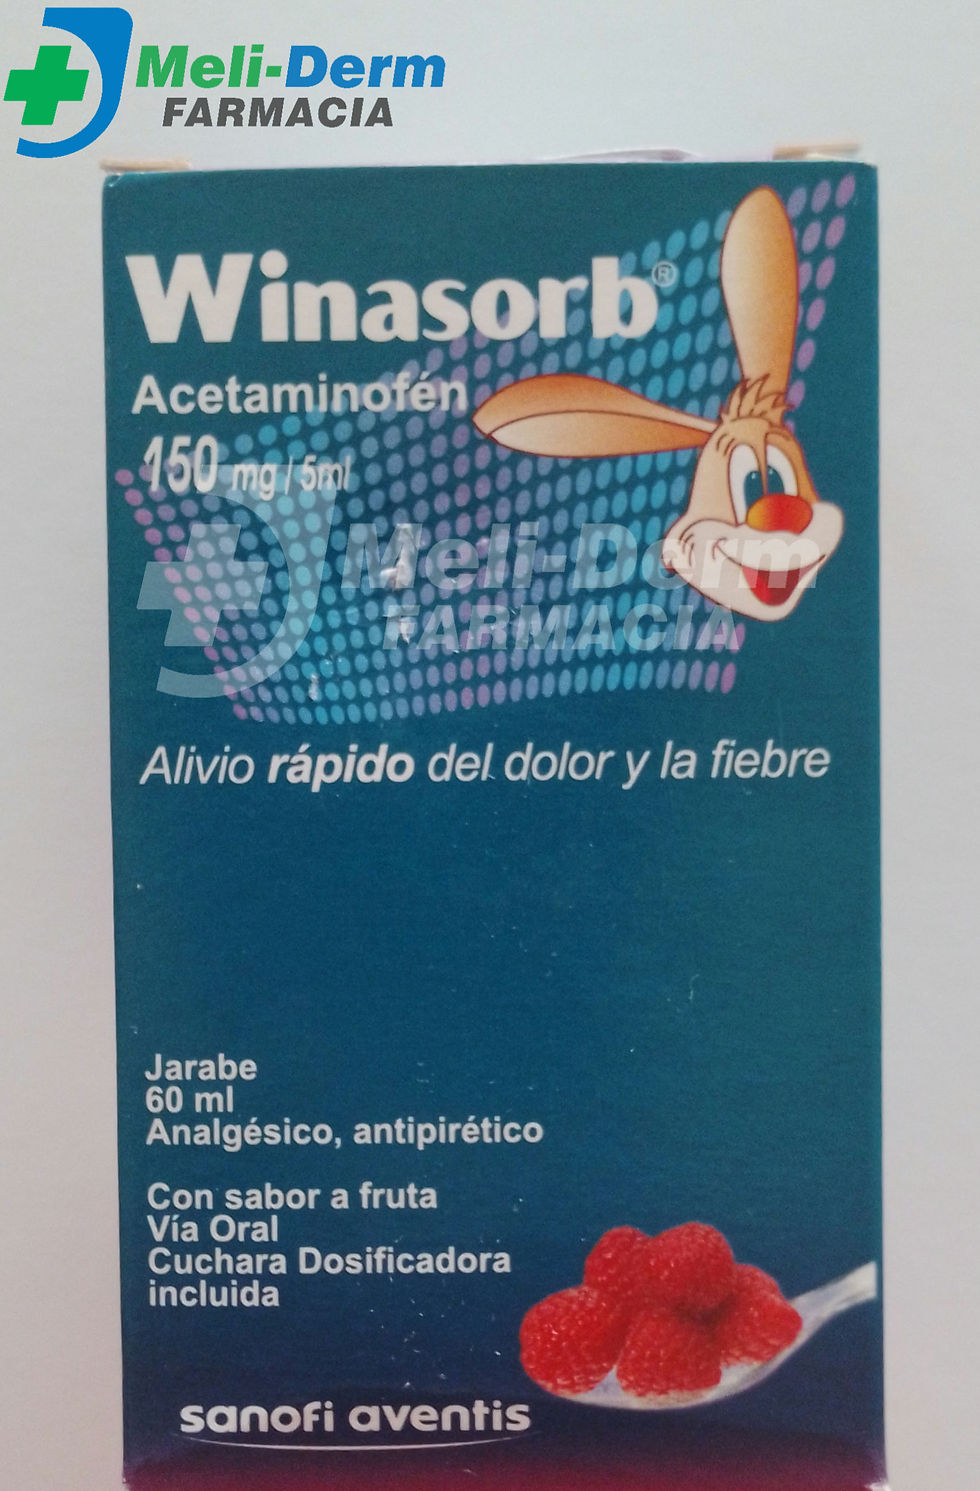 Meli-Derm
FARMACIA
Winasorb®
Acetaminofén
150 mg / 5ml
Meli-Derm
FARMACIA
Alivio rápido del dolor y la fiebre
Jarabe
60 ml
Analgésico, antipirético
Con sabor a fruta
Vía Oral
Cuchara Dosificadora
incluida
sanofi aventis